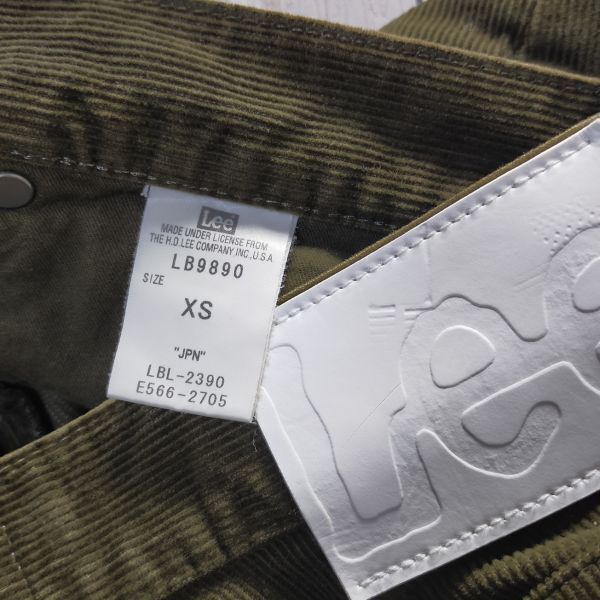 Lee
MADE UNDER LICENSE FROM
THE H.D. LEE COMPANY, INC., U.S.A.
LB9890
SIZE
XS
"JPN"
LBL-2390
E566-2705
Lee